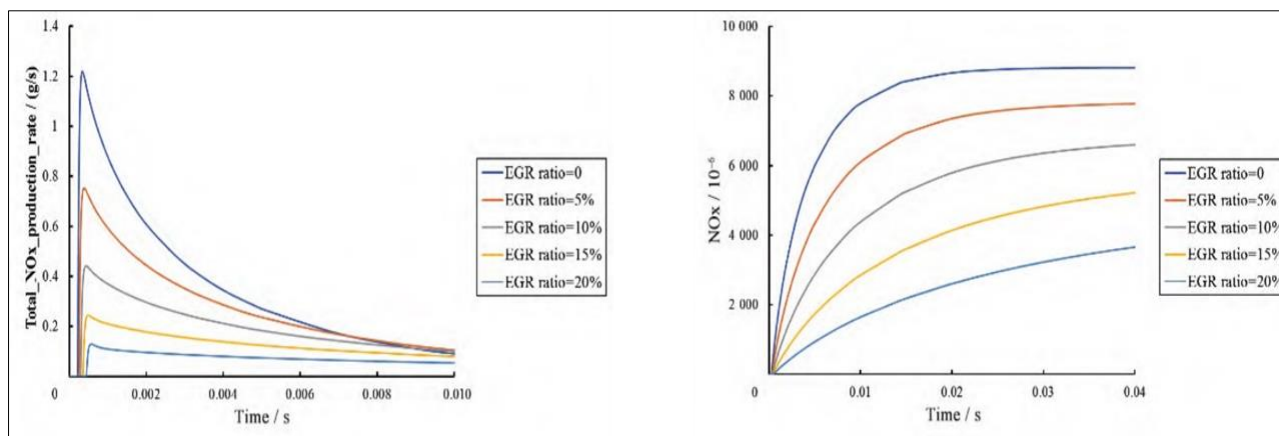 1.4
1.2
1
0.8
0.6
0.4
0.2
0
0.002
0.004
0.006
0.008
0.010
Total_NOx_production_rate / (g/s)
Time / s
EGR ratio=0
EGR ratio=5%
EGR ratio=10%
EGR ratio=15%
EGR ratio=20%
10 000
8 000
6 000
4 000
2 000
0
0.01
0.02
0.03
0.04
NOx / 10⁻⁶
Time / s
EGR ratio=0
EGR ratio=5%
EGR ratio=10%
EGR ratio=15%
EGR ratio=20%